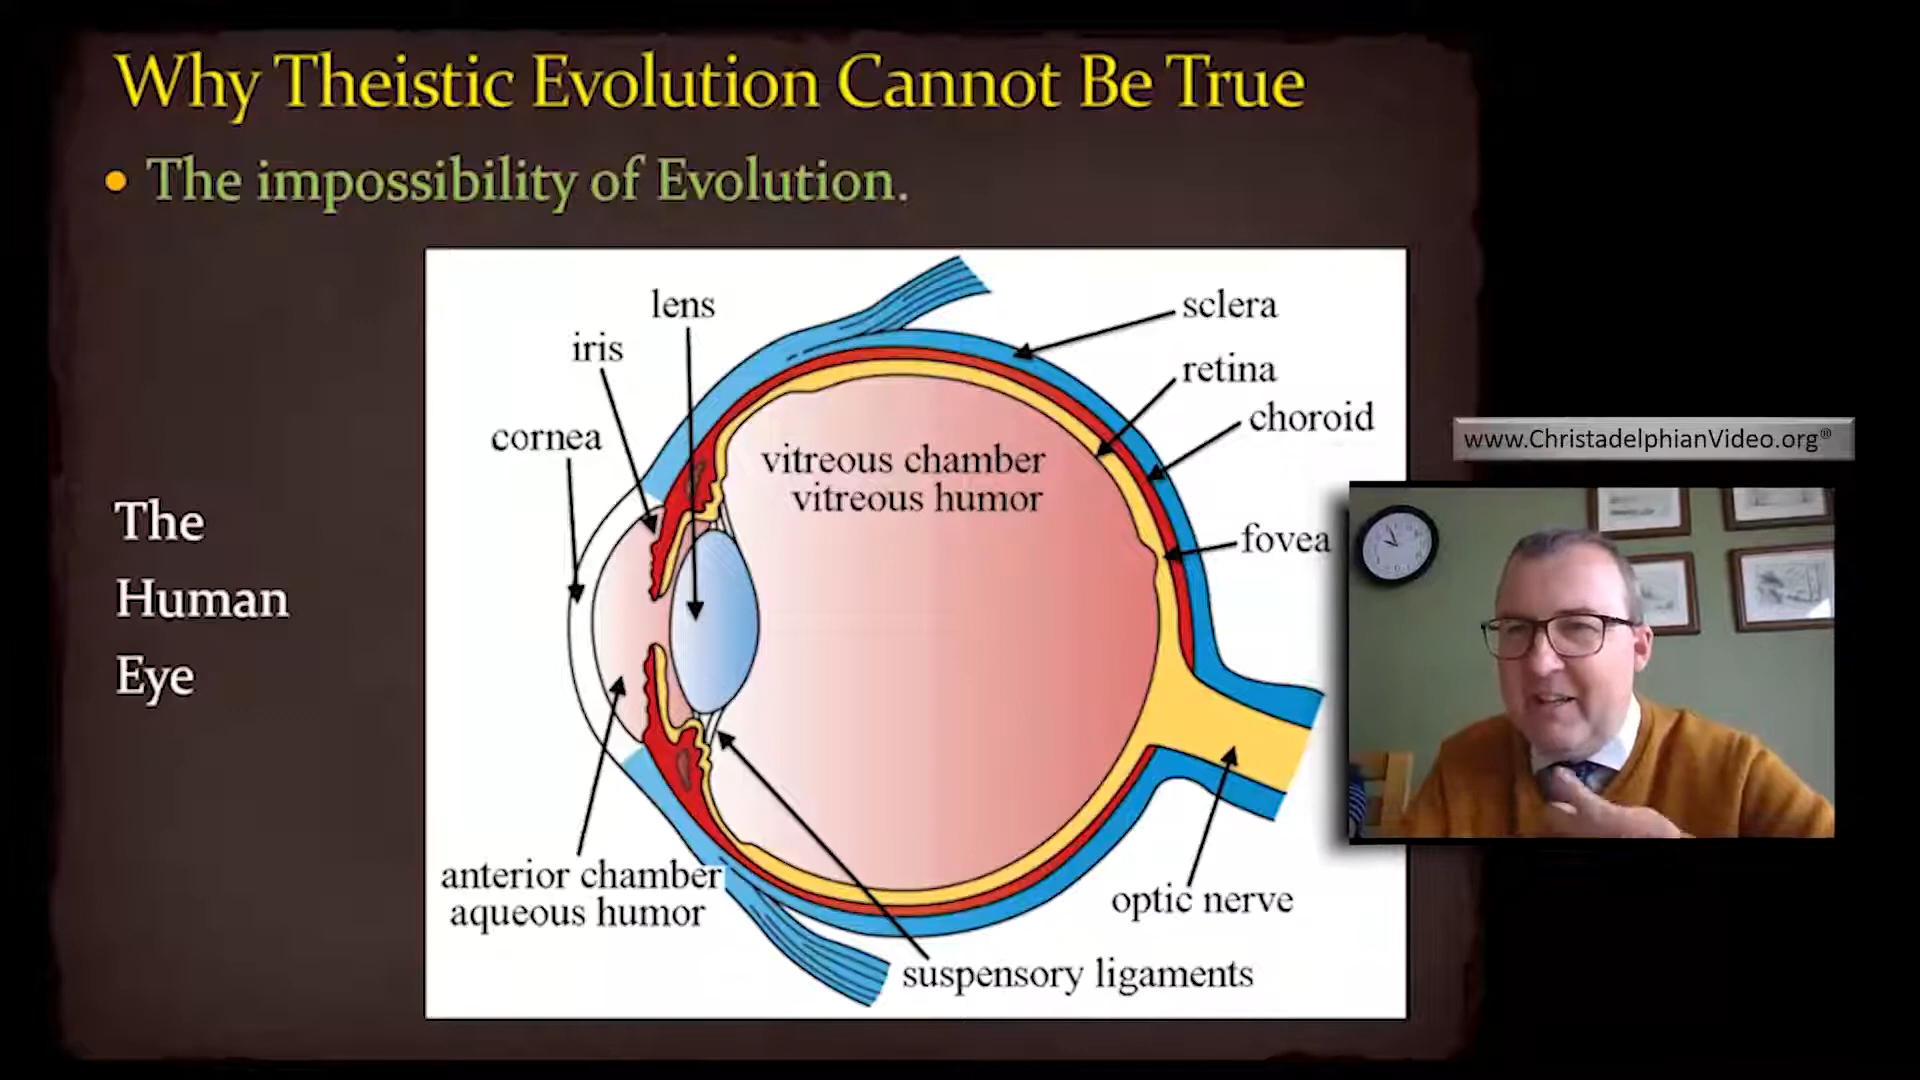 Why Theistic Evolution Cannot Be True
• The impossibility of Evolution.
The
Human
Eye
lens
iris
cornea
sclera
retina
choroid
vitreous chamber
vitreous humor
fovea
anterior chamber
aqueous humor
optic nerve
suspensory ligaments
www.ChristadelphianVideo.org®